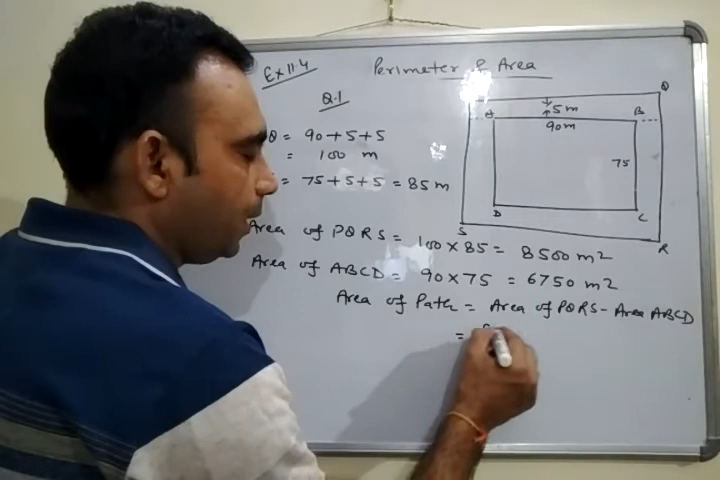 Ex 11.4
Perimeter & Area
Q.1
Q = 90+5+5
= 100 m
= 75+5+5 = 85 m
Area of PQRS = 100 × 85 = 8500 m2
Area of ABCD = 90 × 75 = 6750 m2
Area of Path = Area of PQRS - Area ABCD
=
Q
5m
A
B
90m
75
D
C
S
R